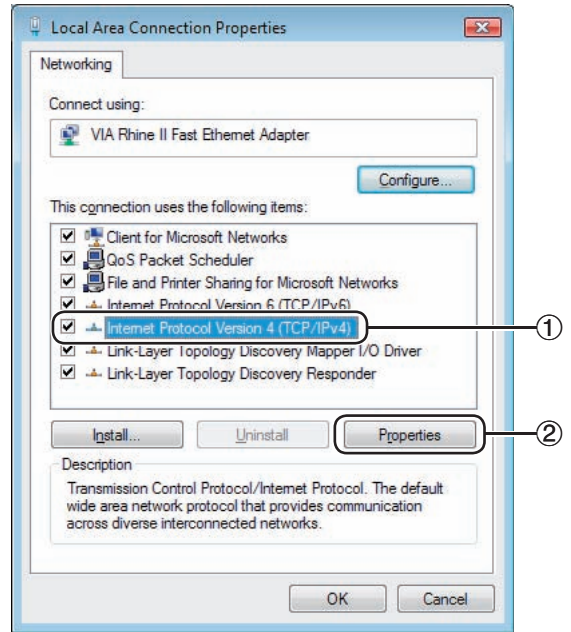 Local Area Connection Properties
Networking
Connect using:
VIA Rhine II Fast Ethernet Adapter
Configure...
This connection uses the following items:
Client for Microsoft Networks
QoS Packet Scheduler
File and Printer Sharing for Microsoft Networks
Internet Protocol Version 6 (TCP/IPv6)
Internet Protocol Version 4 (TCP/IPv4)
①
Link-Layer Topology Discovery Mapper I/O Driver
Link-Layer Topology Discovery Responder
Install...
Uninstall
Properties
②
Description
Transmission Control Protocol/Internet Protocol. The default
wide area network protocol that provides communication
across diverse interconnected networks.
OK
Cancel